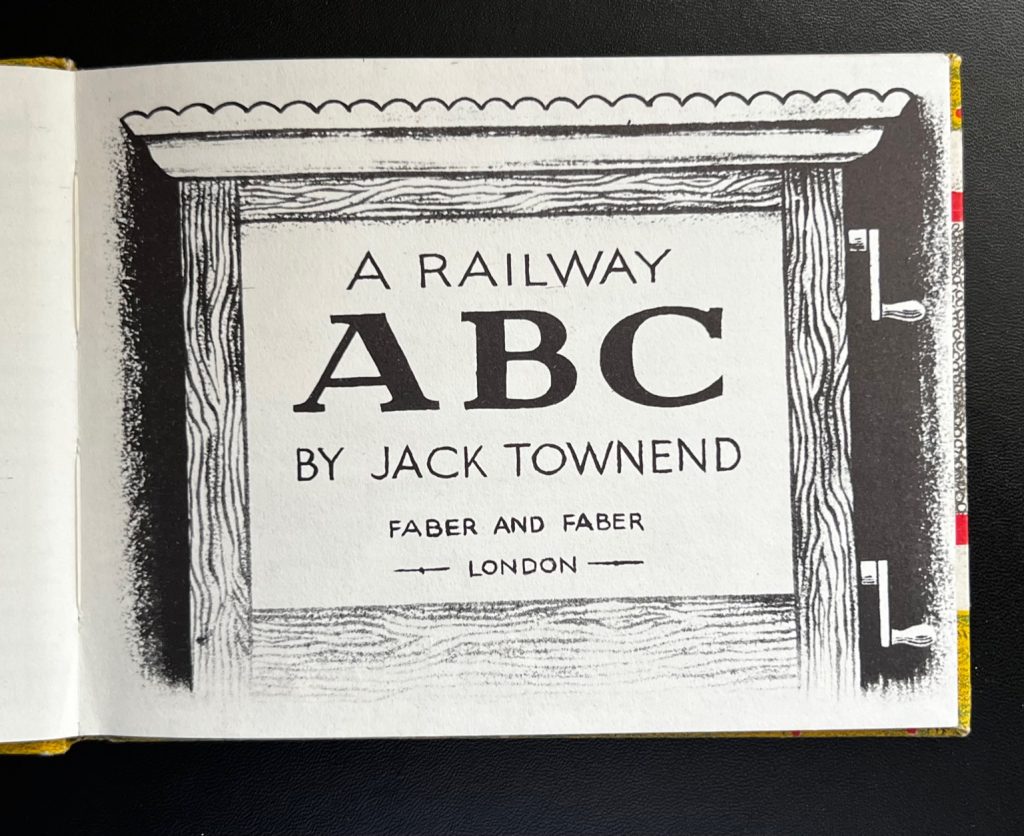 A RAILWAY
ABC
BY JACK TOWNEND
FABER AND FABER
— LONDON —